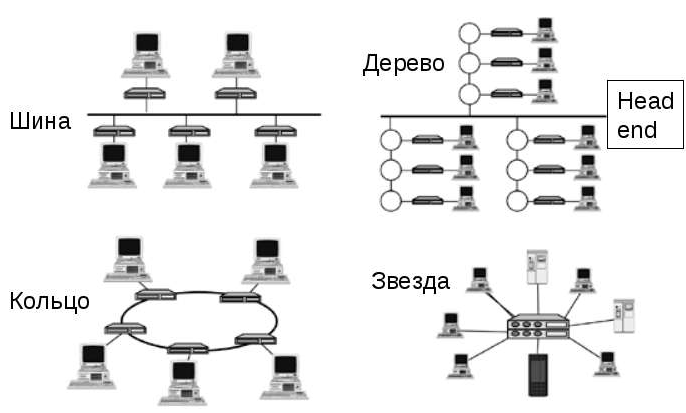 Шина
Дерево
Head
end
Кольцо
Звезда